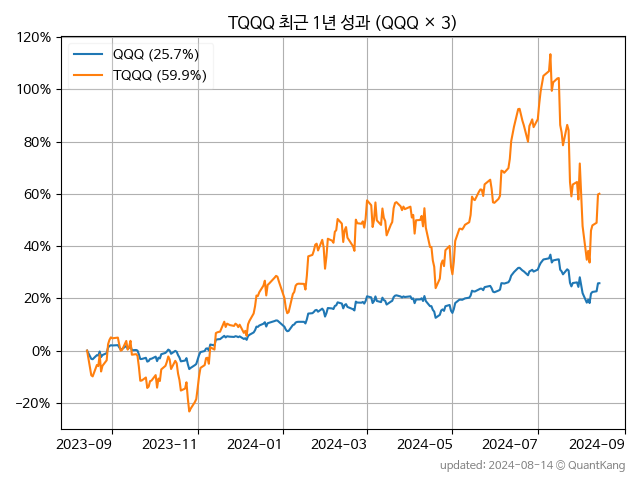 TQQQ 최근 1년 성과 (QQQ × 3)
QQQ (25.7%)
TQQQ (59.9%)
120%
100%
80%
60%
40%
20%
0%
−20%
2023−09 2023−11 2024−01 2024−03 2024−05 2024−07 2024−09
updated: 2024-08-14 © QuantKang